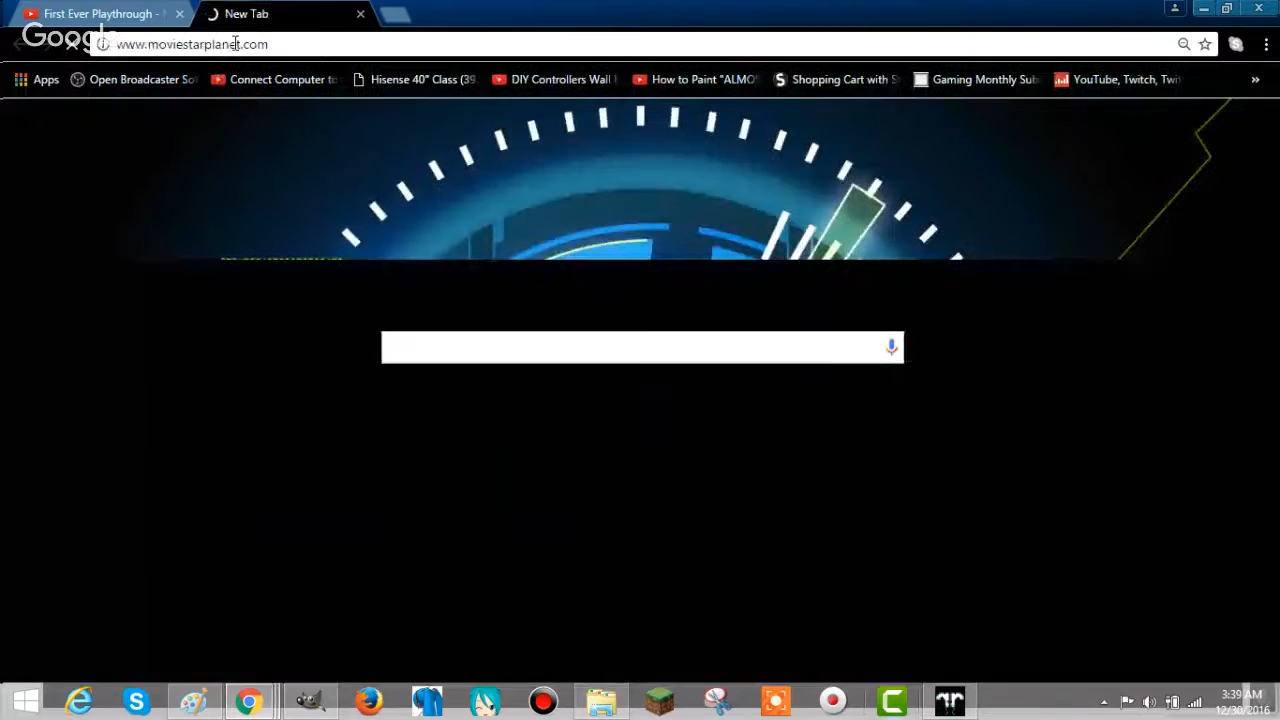 First Ever Playthrough -
New Tab
Google
www.moviestarplanet.com
Apps
Open Broadcaster Sof
Connect Computer to
Hisense 40" Class (39.
DIY Controllers Wall
How to Paint "ALMO
Shopping Cart with S
Gaming Monthly Sub
YouTube, Twitch, Twi
»
3:39 AM
12/30/2016